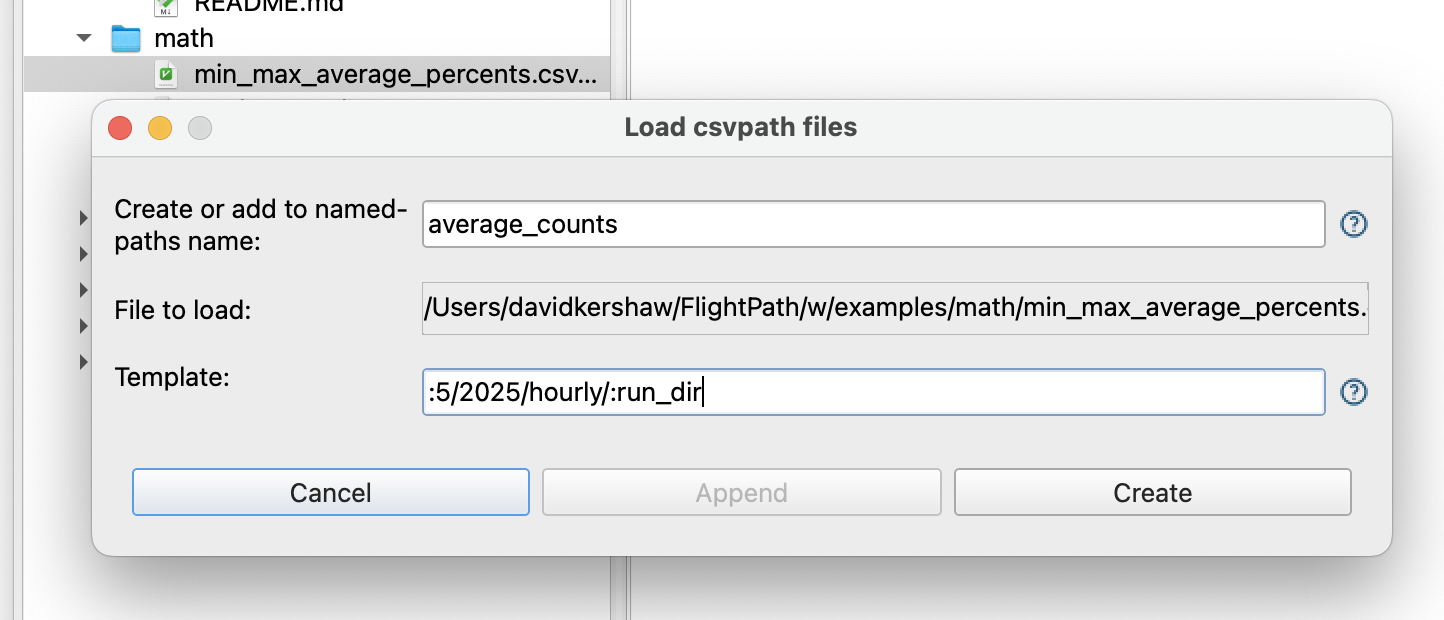 README.md
math
min_max_average_percents.csv...
Load csvpath files
Create or add to named-
paths name:
average_counts
File to load:
/Users/davidkershaw/FlightPath/w/examples/math/min_max_average_percents.
Template:
:5/2025/hourly/:run_dir
Cancel
Append
Create